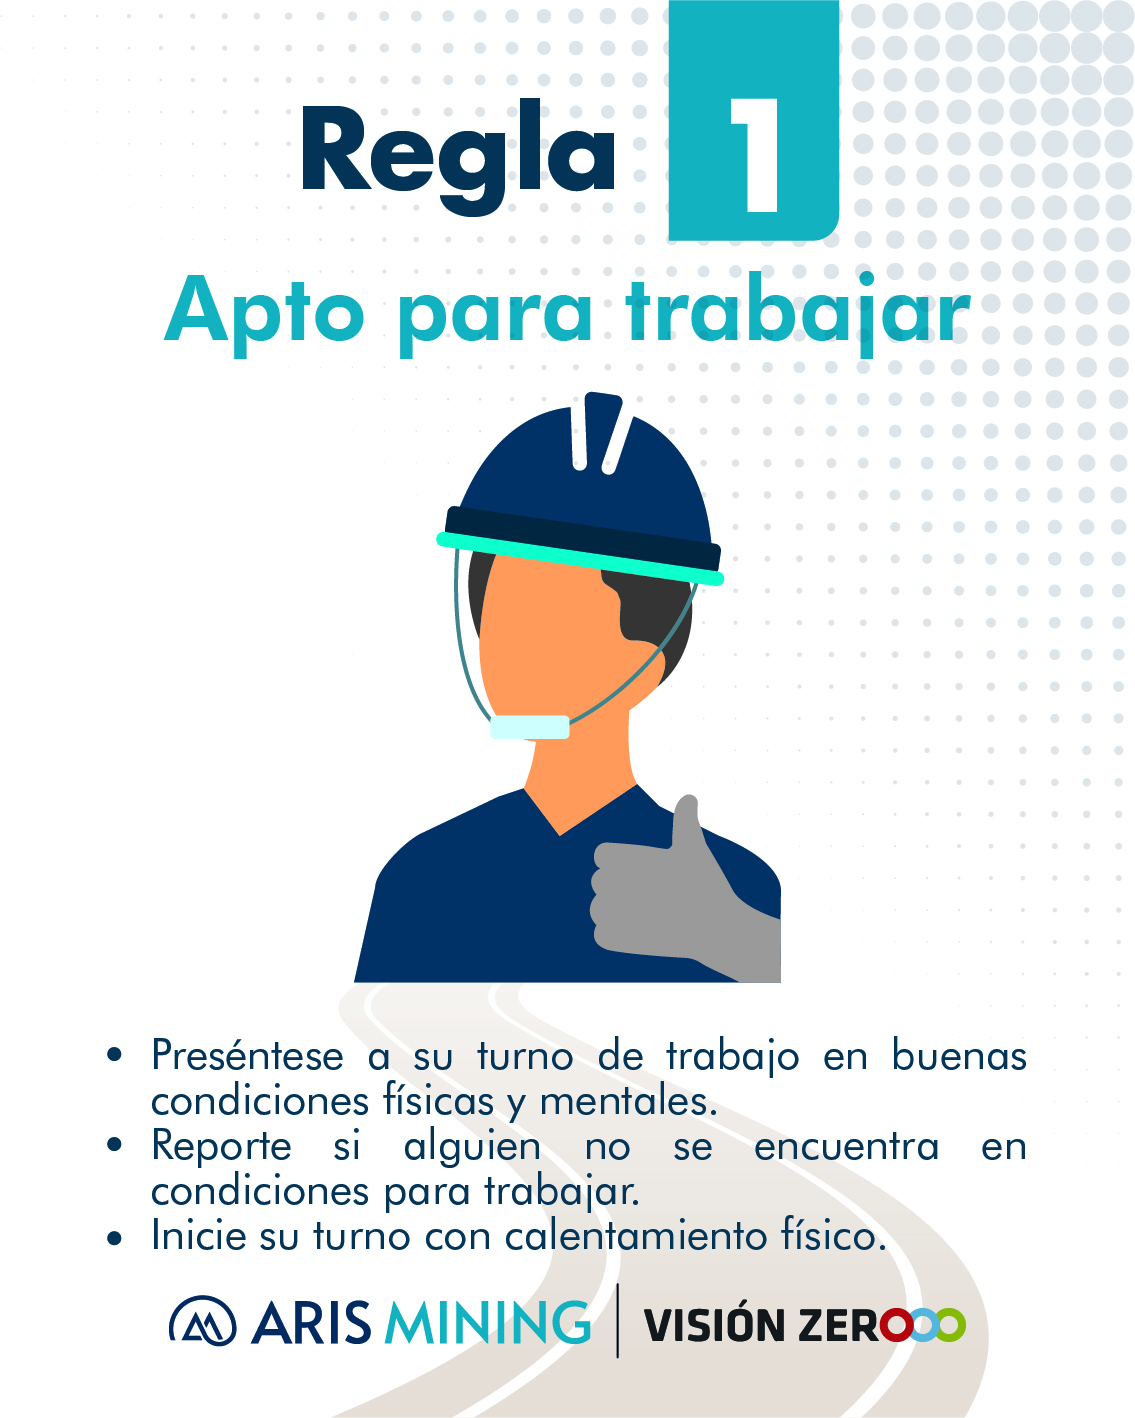 Regla 1
Apto para trabajar
• Preséntese a su turno de trabajo en buenas
condiciones físicas y mentales.
• Reporte si alguien no se encuentra en
condiciones para trabajar.
• Inicie su turno con calentamiento físico.
ARIS MINING | VISIÓN ZEROOO